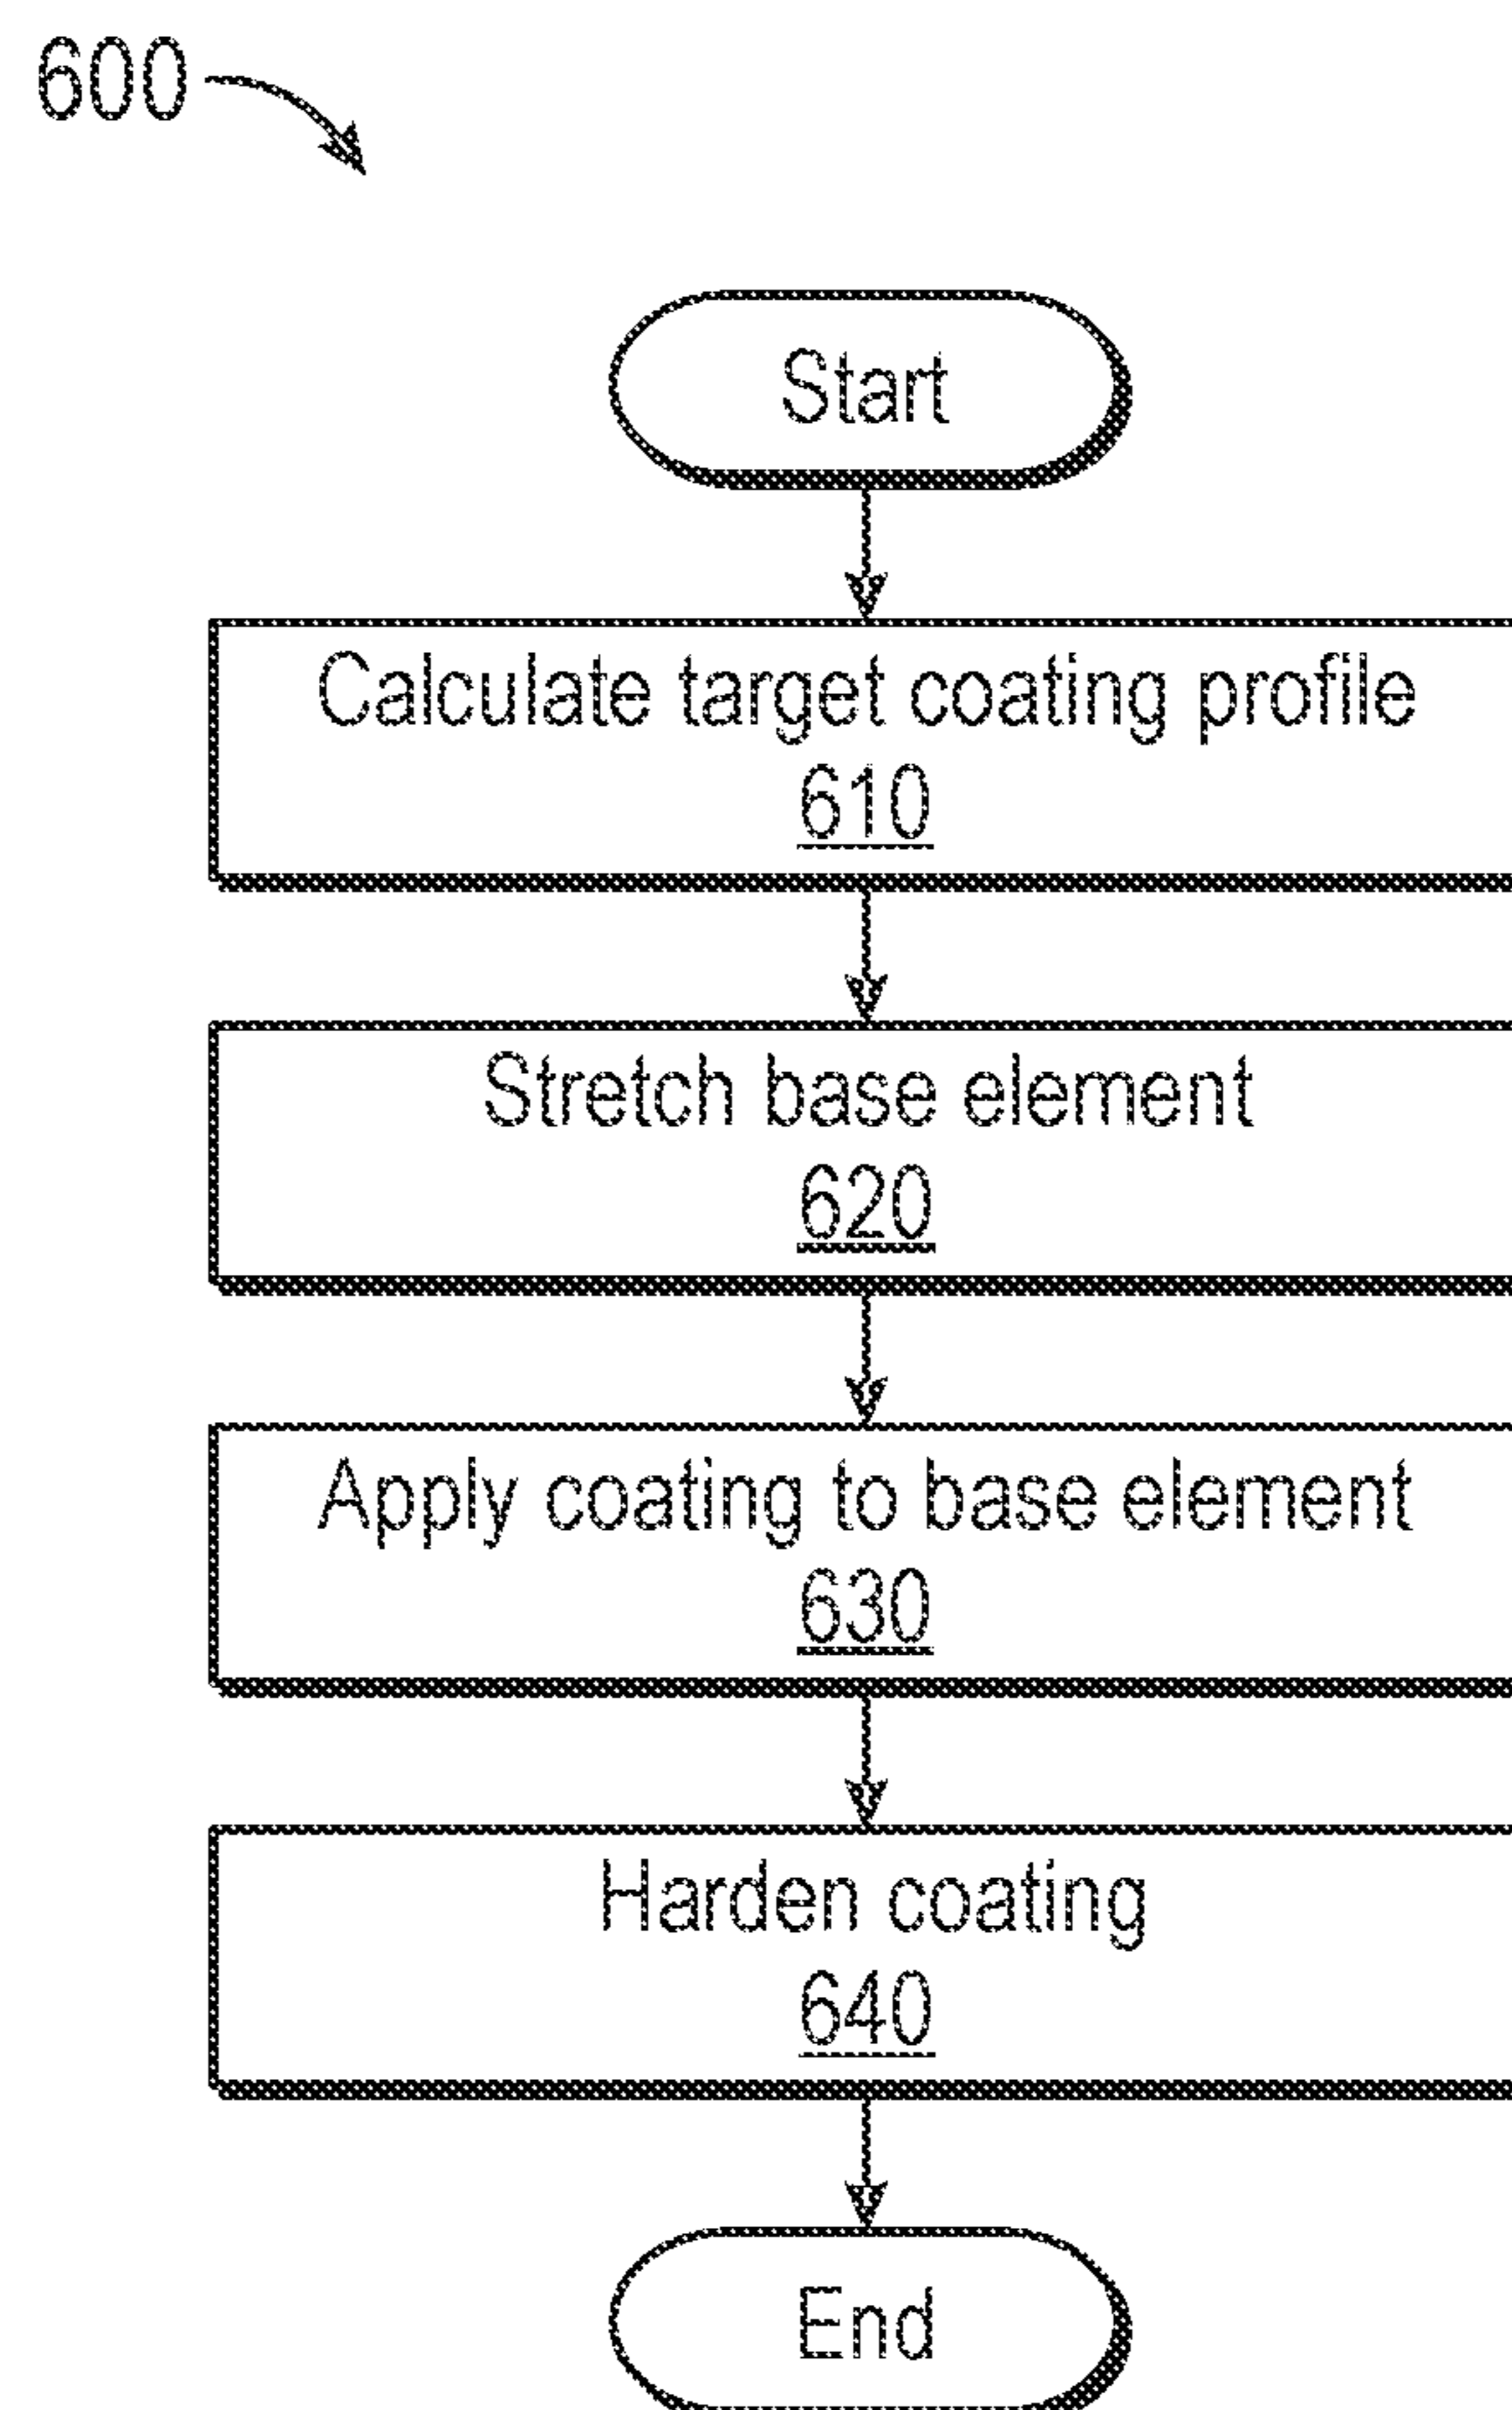 600
Start
Calculate target coating profile
610
Stretch base element
620
Apply coating to base element
630
Harden coating
640
End